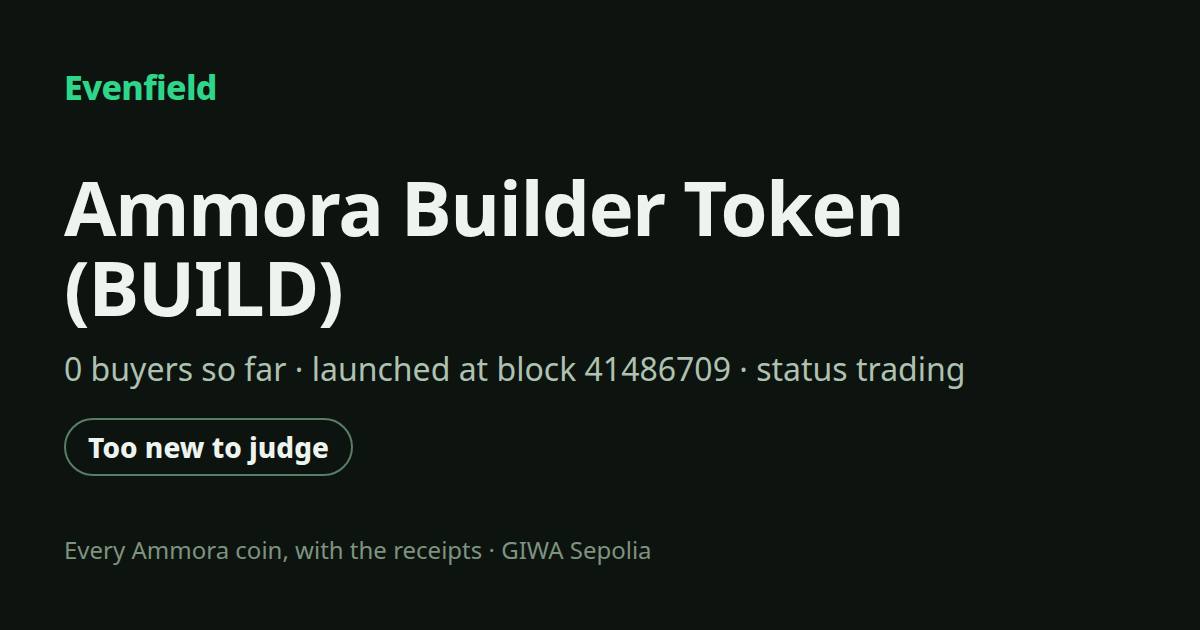 Evenfield
Ammora Builder Token
(BUILD)
0 buyers so far · launched at block 41486709 · status trading
Too new to judge
Every Ammora coin, with the receipts · GIWA Sepolia